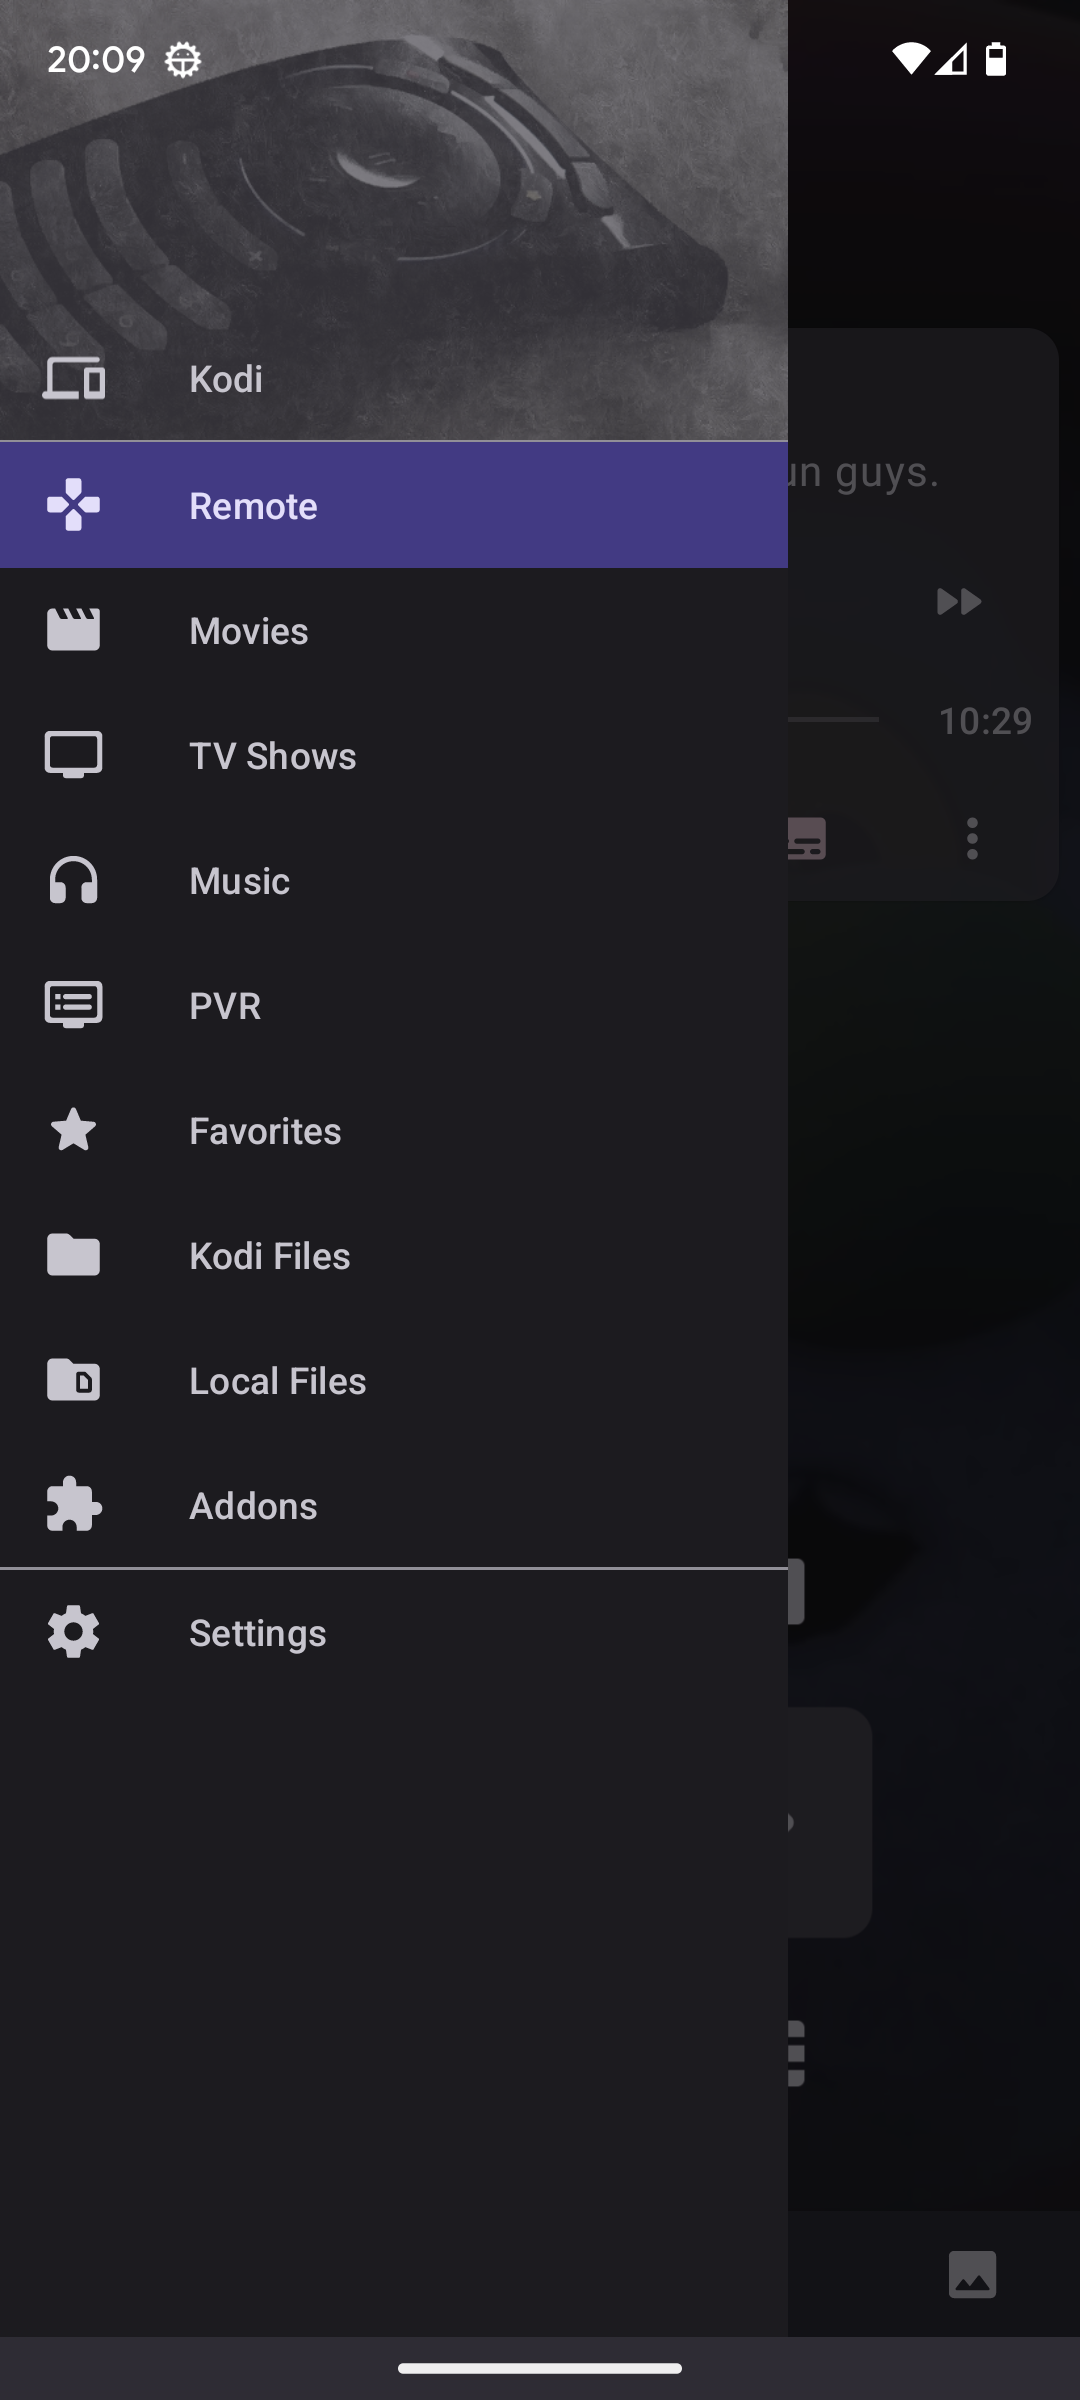 20:09
Kodi
Remote
un guys.
Movies
10:29
TV Shows
Music
PVR
Favorites
Kodi Files
Local Files
Addons
Settings